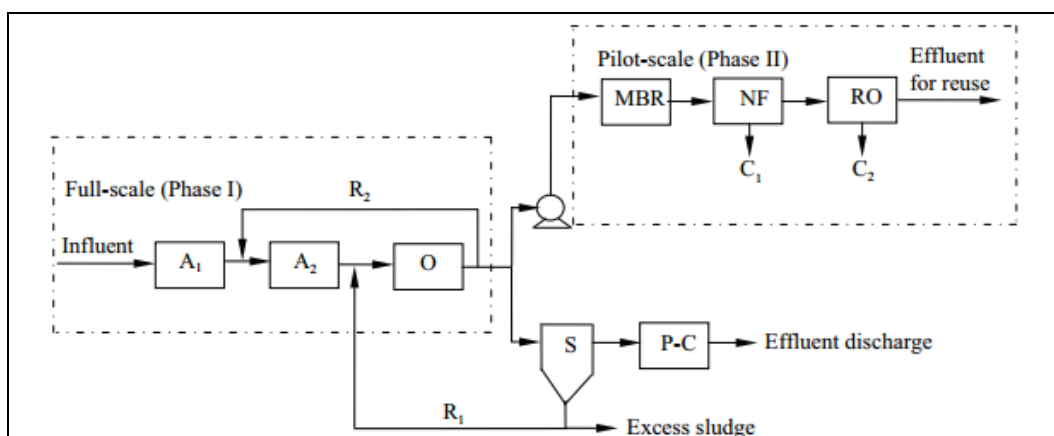 Pilot-scale (Phase II)
Effluent
for reuse
MBR
NF
RO
C₁
C₂
Full-scale (Phase I)
R₂
Influent
A₁
A₂
O
S
P-C
Effluent discharge
R₁
Excess sludge